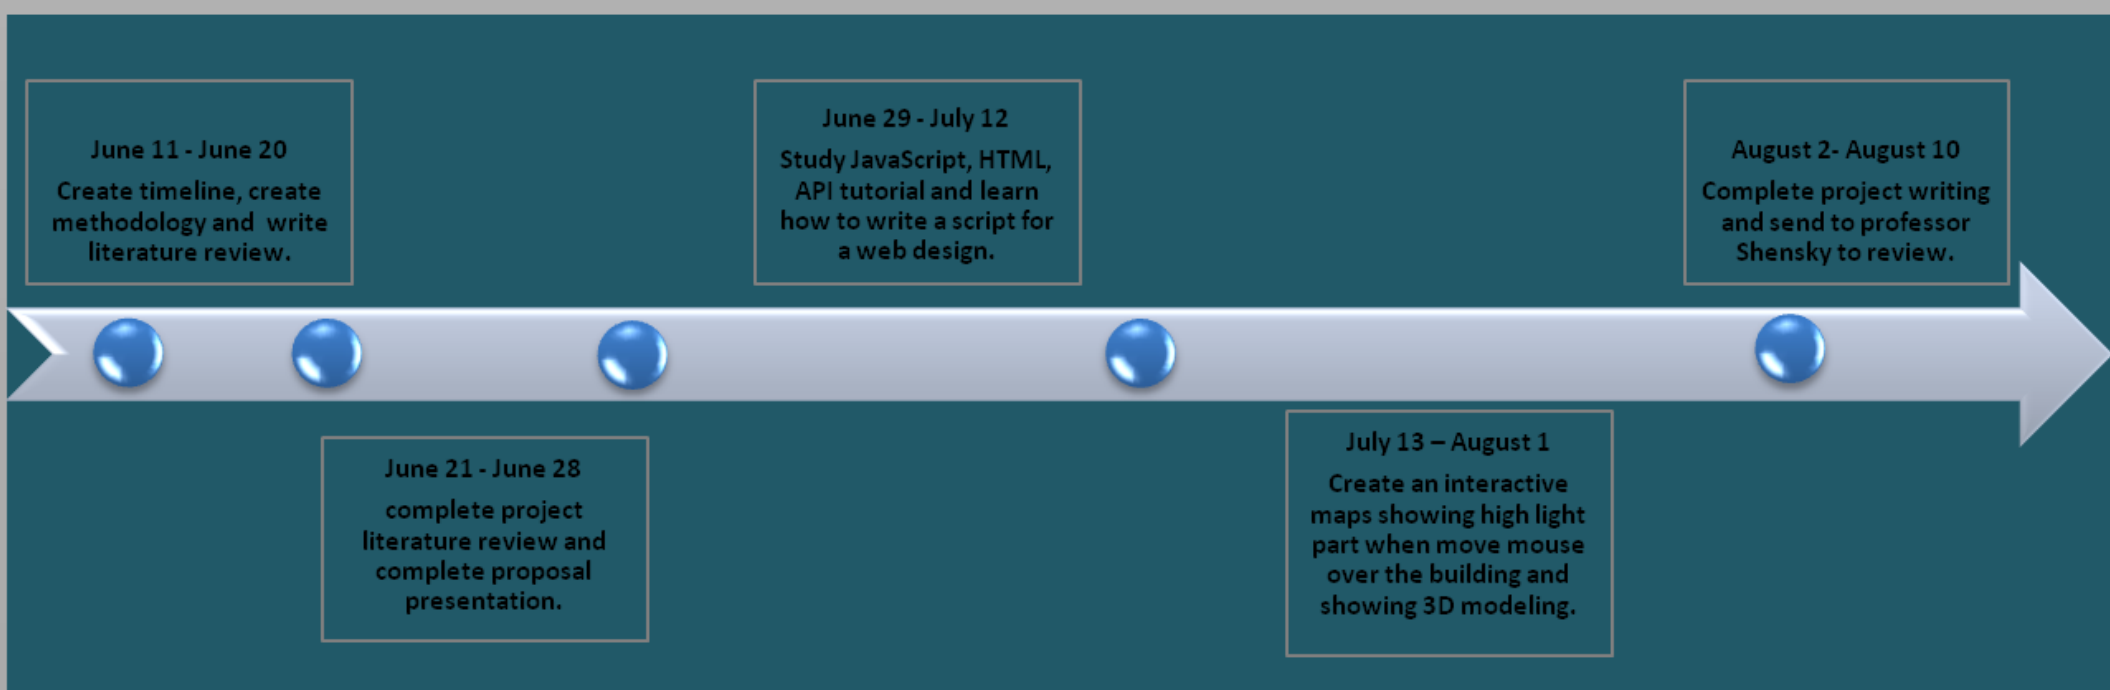 June 11 - June 20
Create timeline, create
methodology and  write
literature review.
June 21 - June 28
complete project
literature review and
complete proposal
presentation.
June 29 - July 12
Study JavaScript, HTML,
API tutorial and learn
how to write a script for
a web design.
July 13 – August 1
Create an interactive
maps showing high light
part when move mouse
over the building and
showing 3D modeling.
August 2- August 10
Complete project writing
and send to professor
Shensky to review.